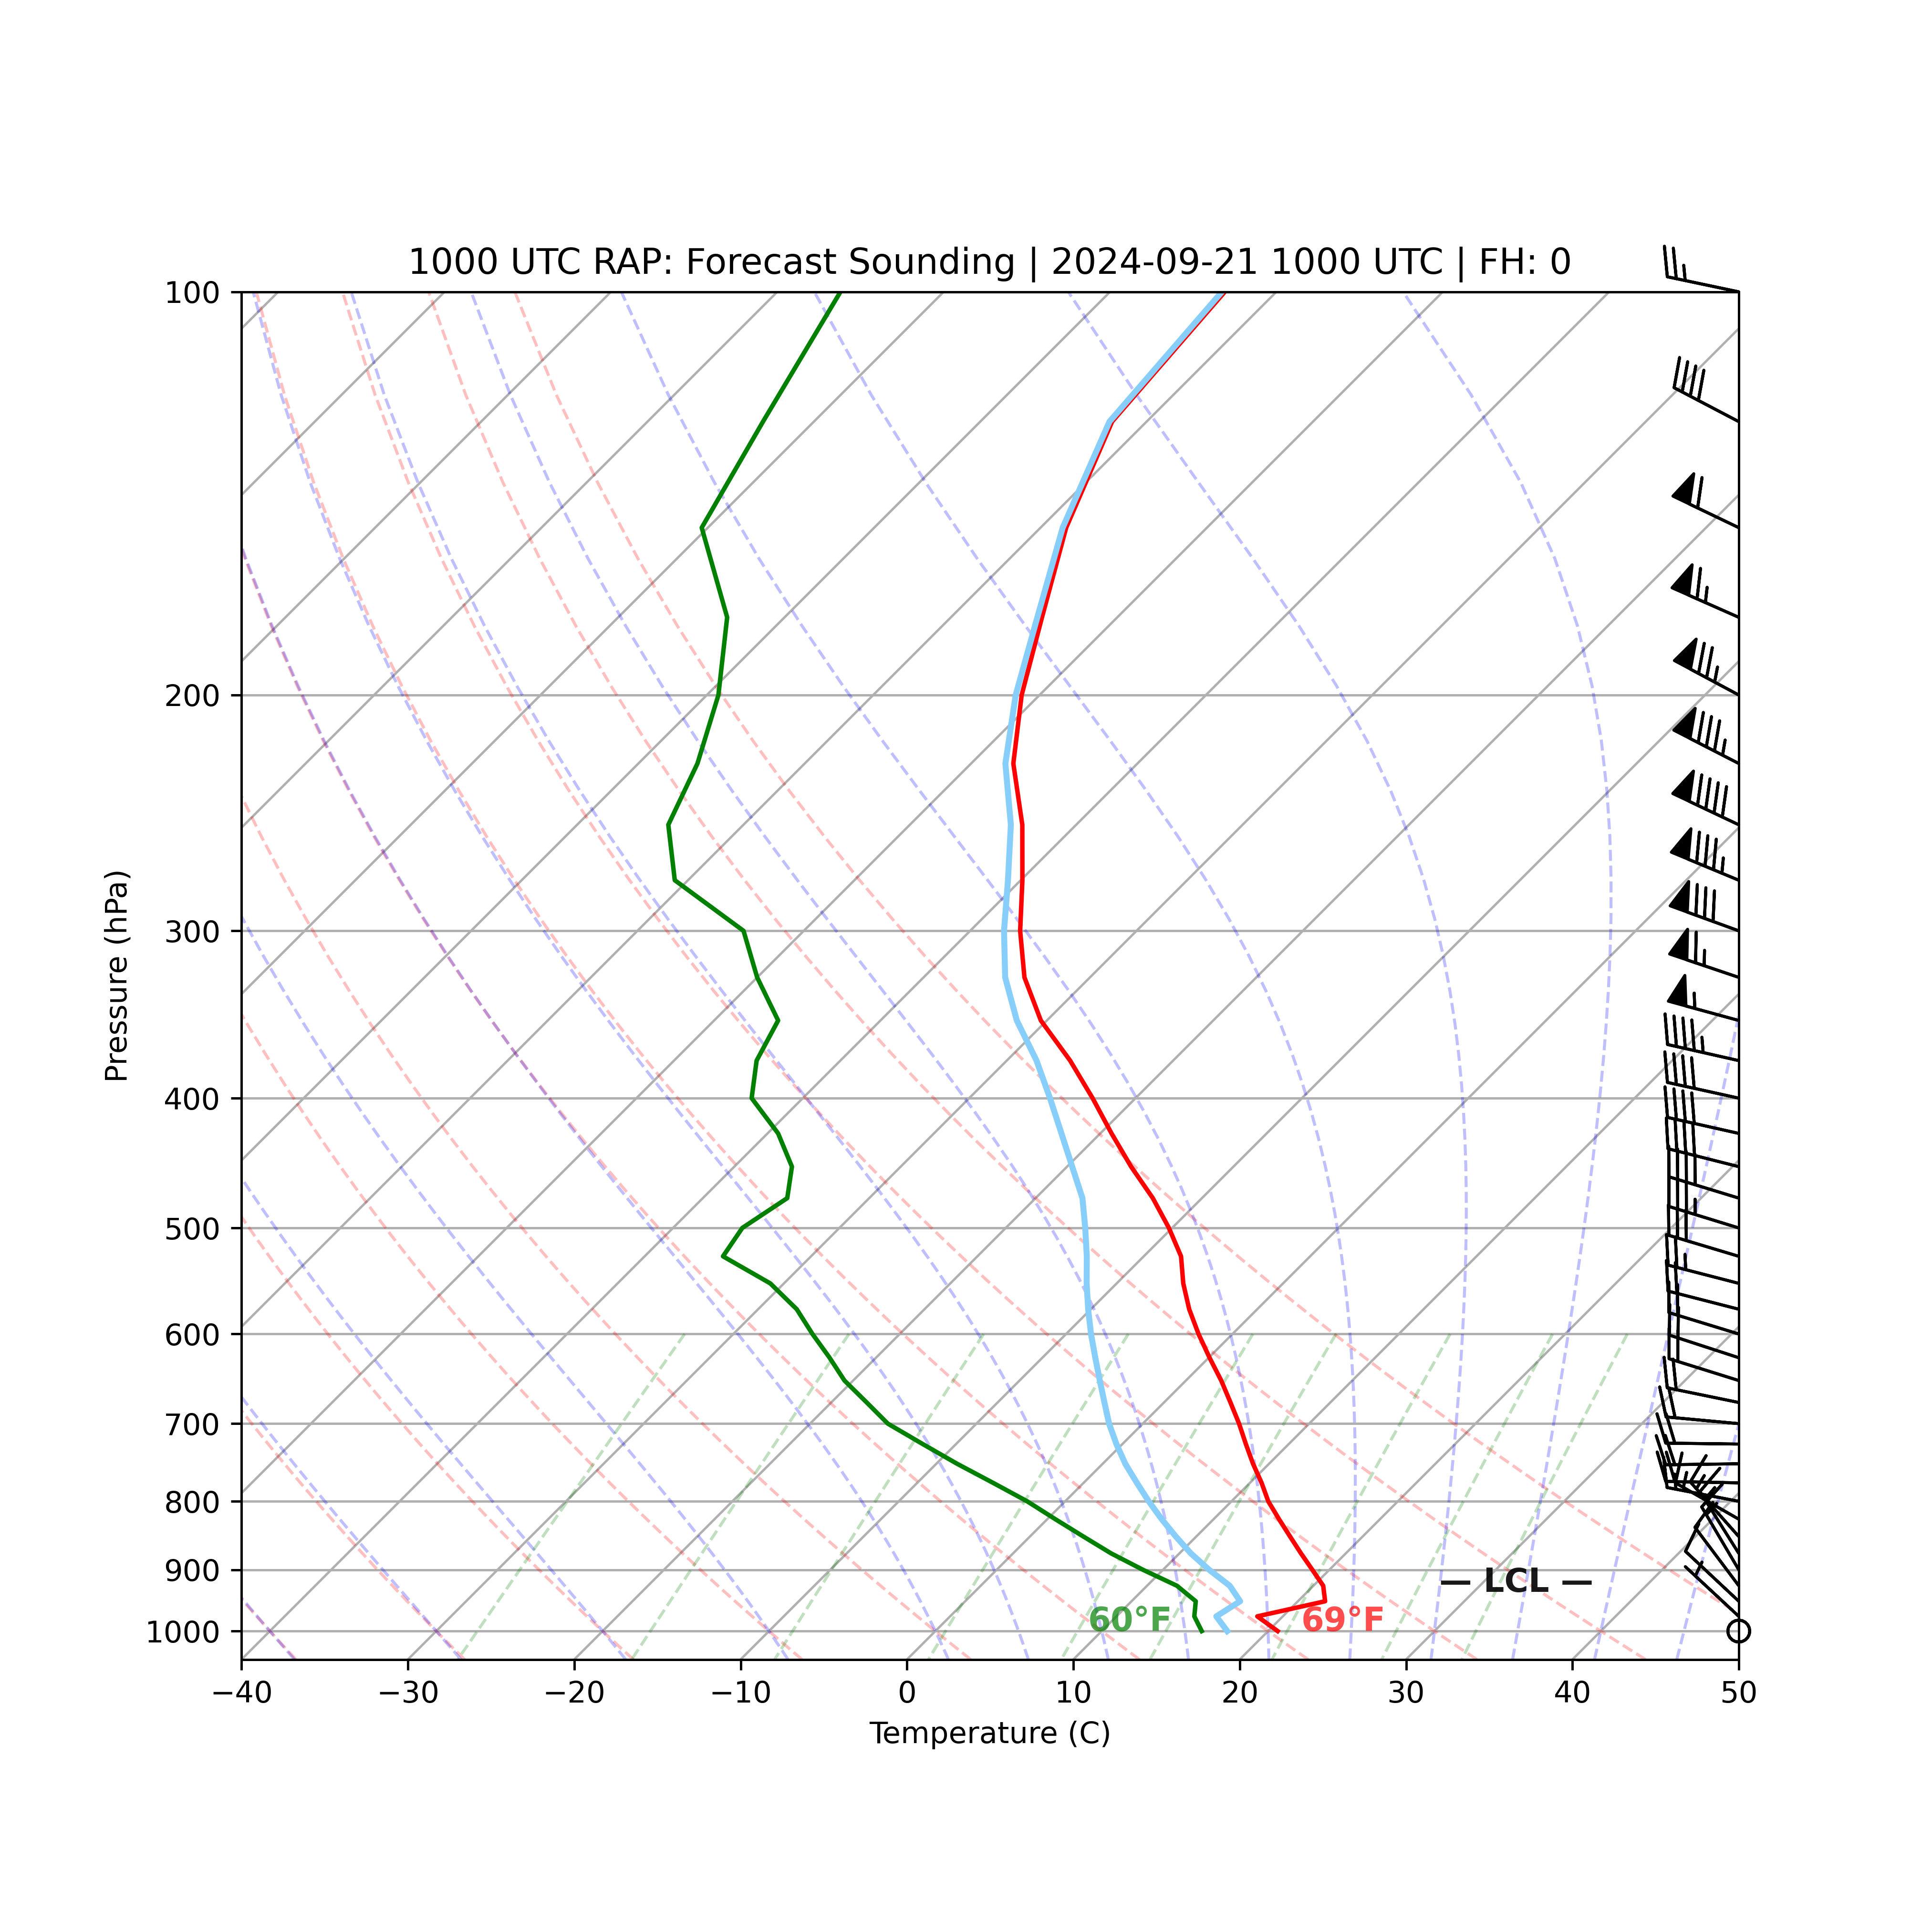 1000 UTC RAP: Forecast Sounding | 2024-09-21 1000 UTC | FH: 0
100
200
300
400
500
600
700
800
900
1000
Pressure (hPa)
— LCL —
60°F
69°F
−40 −30 −20 −10 0 10 20 30 40 50
Temperature (C)